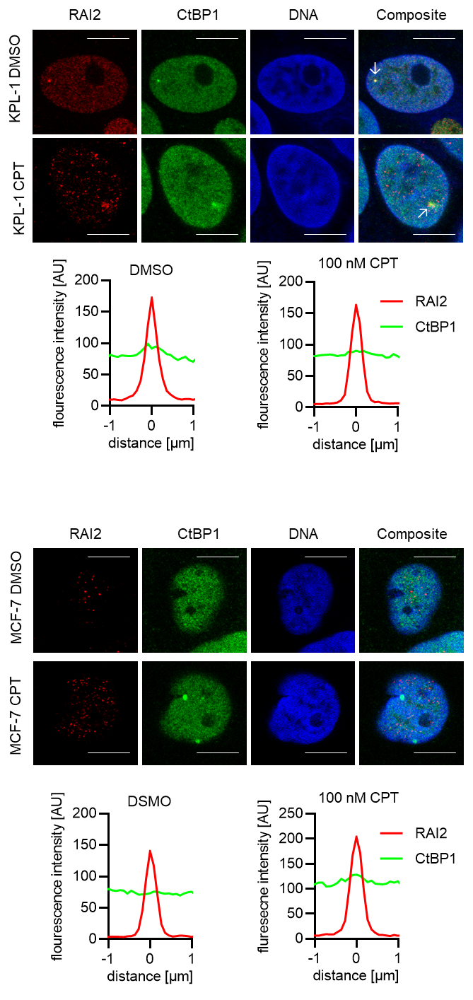 RAI2 CtBP1 DNA Composite
KPL-1 DMSO
KPL-1 CPT
DMSO
flourescence intensity [AU]
200
150
100
50
0
-1 0 1
distance [µm]
100 nM CPT
flourescence intensity [AU]
200
150
100
50
0
-1 0 1
distance [µm]
RAI2
CtBP1
RAI2 CtBP1 DNA Composite
MCF-7 DMSO
MCF-7 CPT
DSMO
flourescence intensity [AU]
200
150
100
50
0
-1 0 1
distance [µm]
100 nM CPT
fluresecne intensity [AU]
250
200
150
100
50
0
-1 0 1
distance [µm]
RAI2
CtBP1